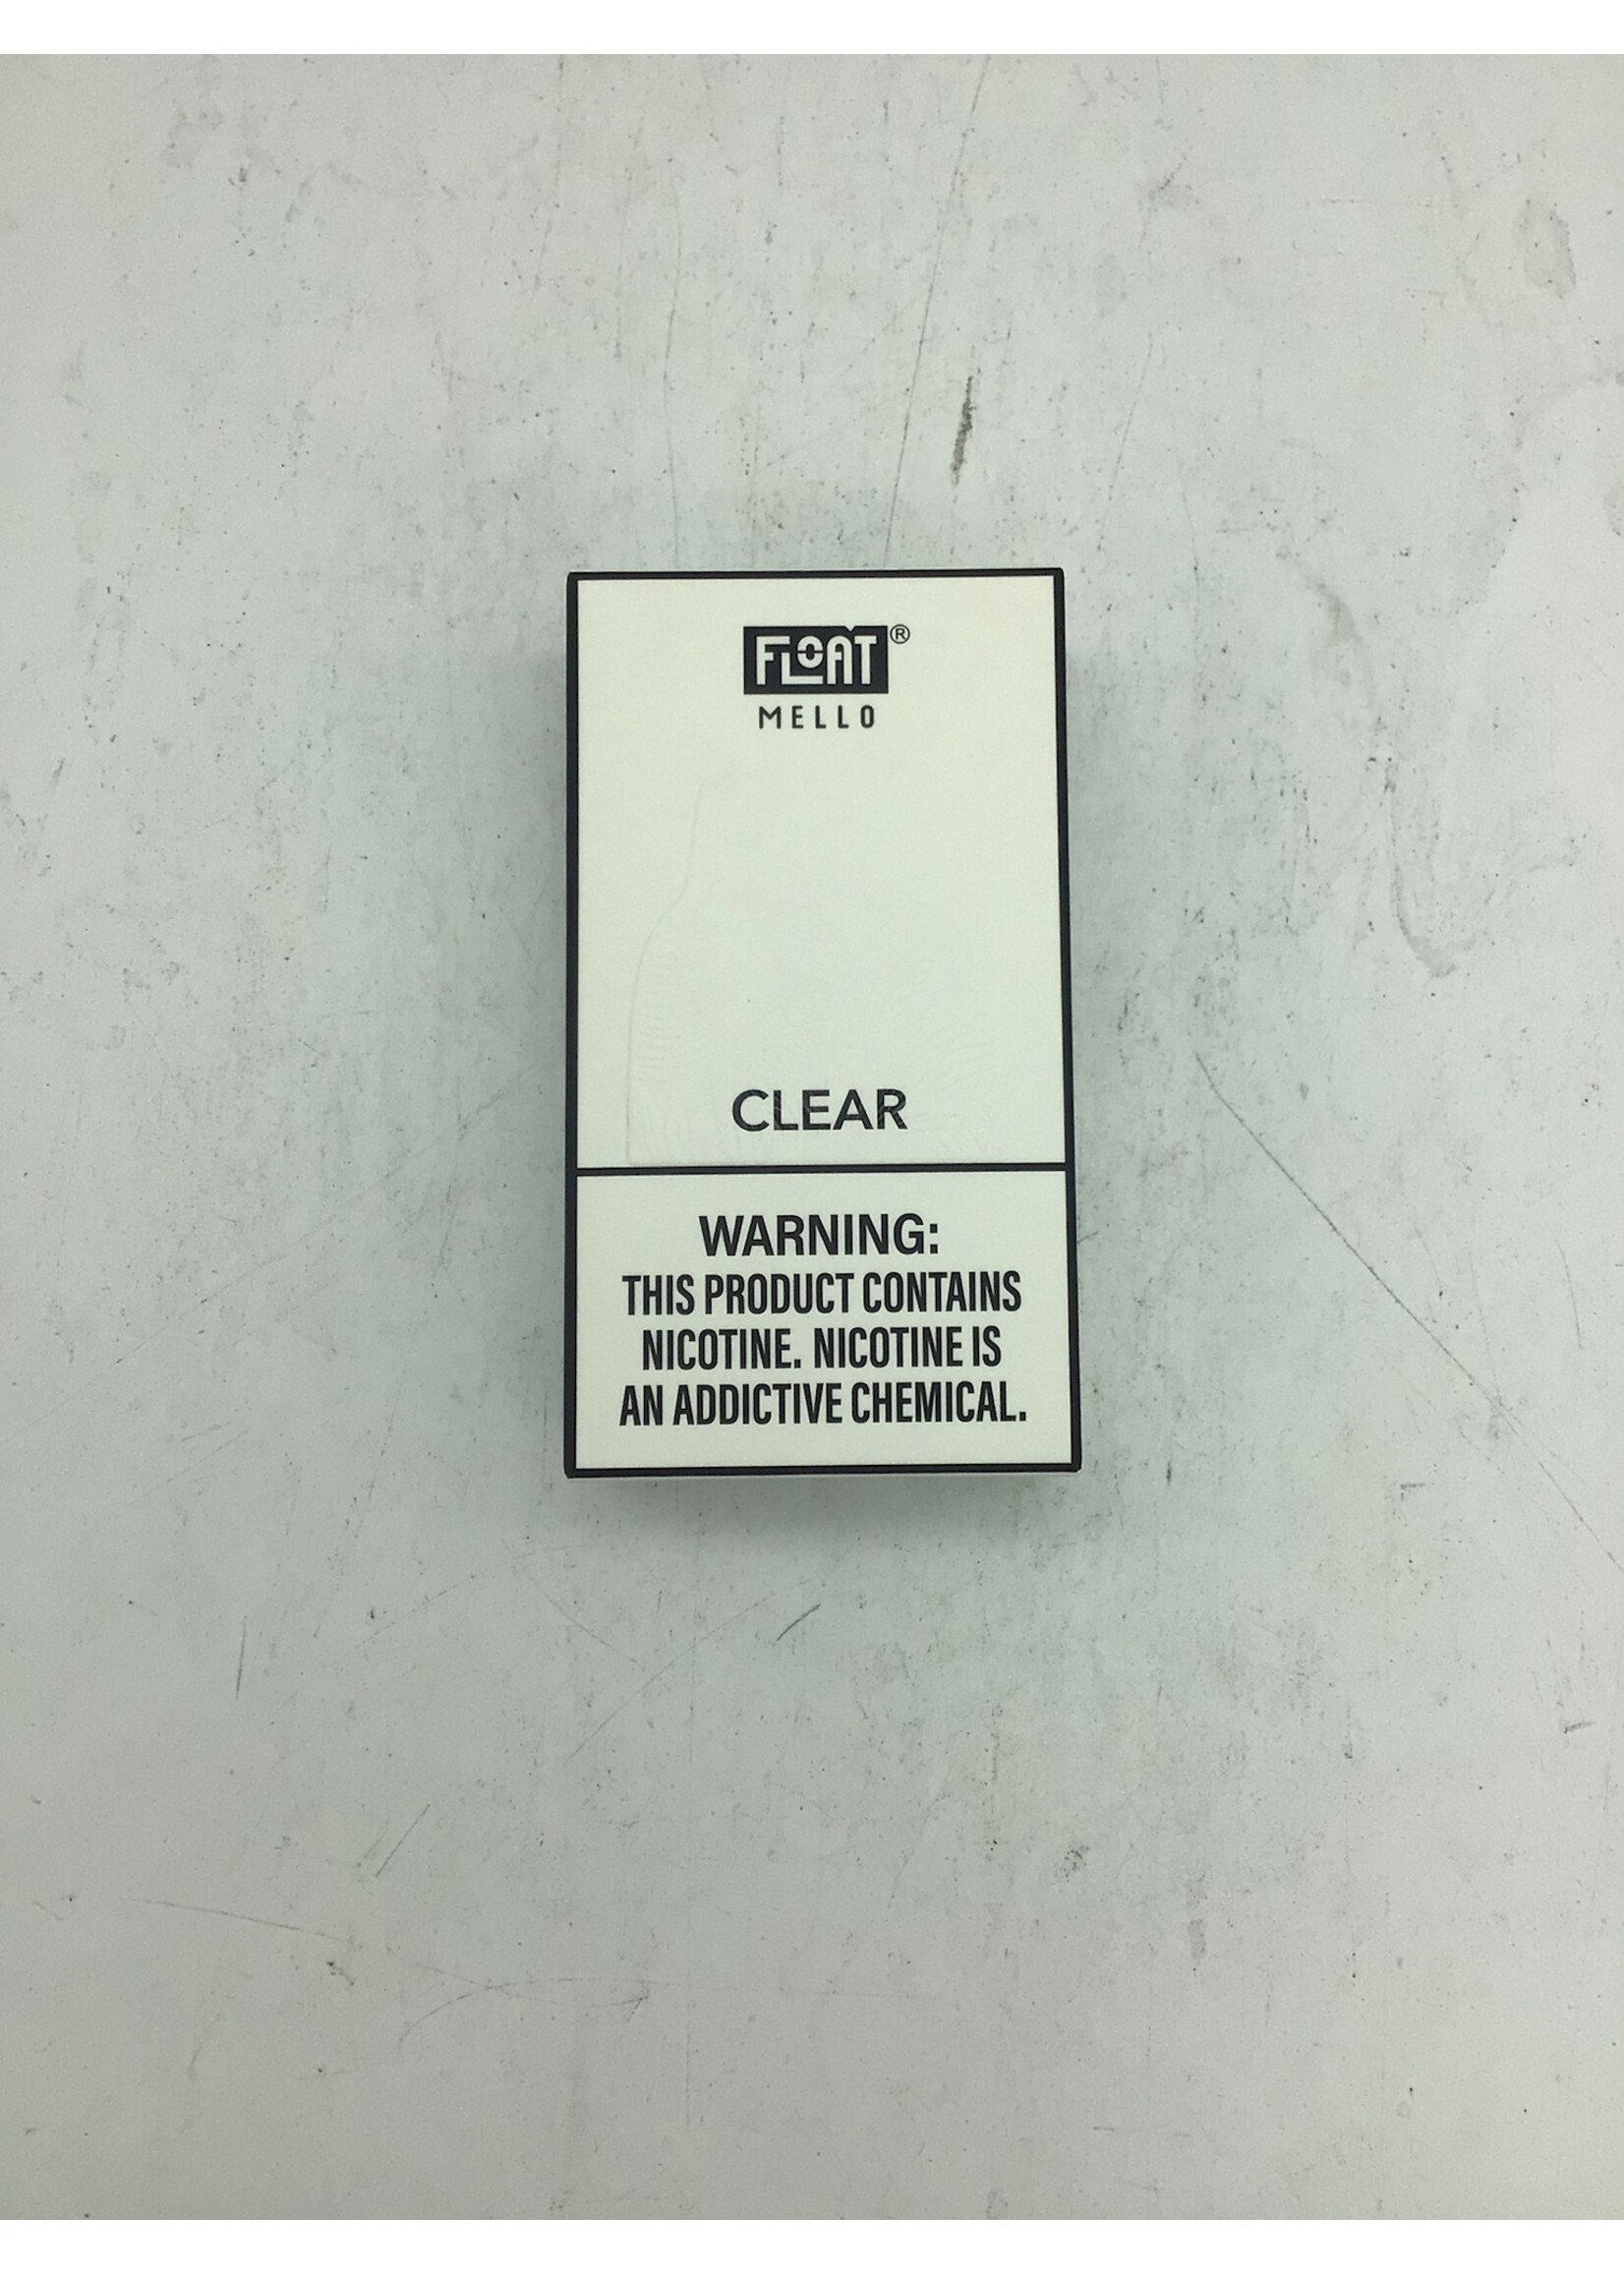 FLOAT®
MELLO
CLEAR
WARNING:
THIS PRODUCT CONTAINS
NICOTINE. NICOTINE IS
AN ADDICTIVE CHEMICAL.